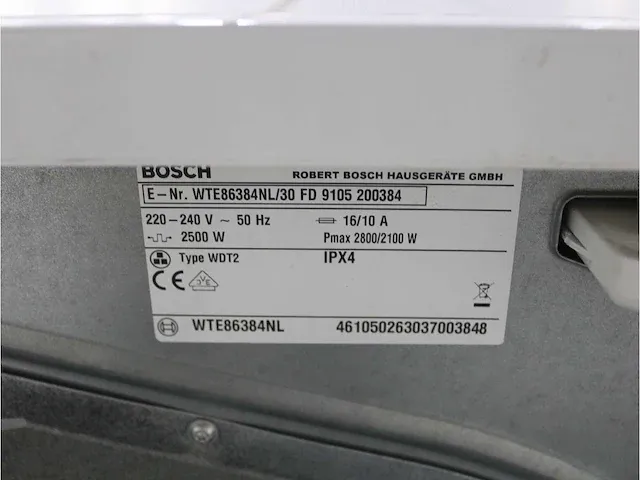 BOSCH ROBERT BOSCH HAUSGERÄTE GMBH
E-Nr. WTE86384NL/30 FD 9105 200384
220-240 V ~ 50 Hz 16/10 A
2500 W Pmax 2800/2100 W
Type WDT2 IPX4
CE
WTE86384NL 461050263037003848